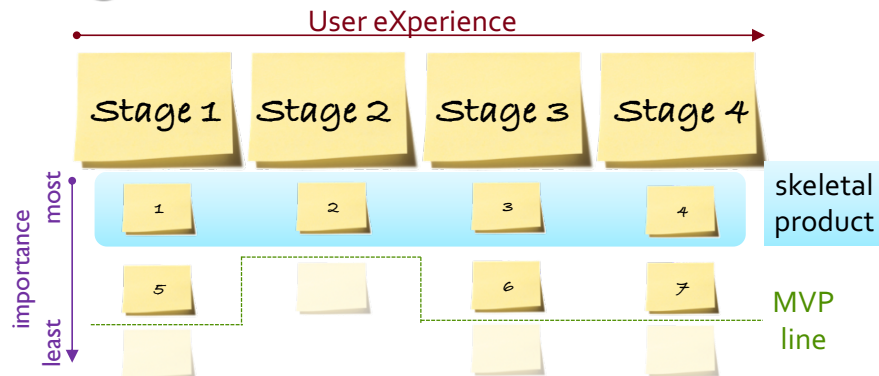 User eXperience
Stage 1
Stage 2
Stage 3
Stage 4
most
importance
least
1
2
3
4
skeletal
product
5
6
7
MVP
line